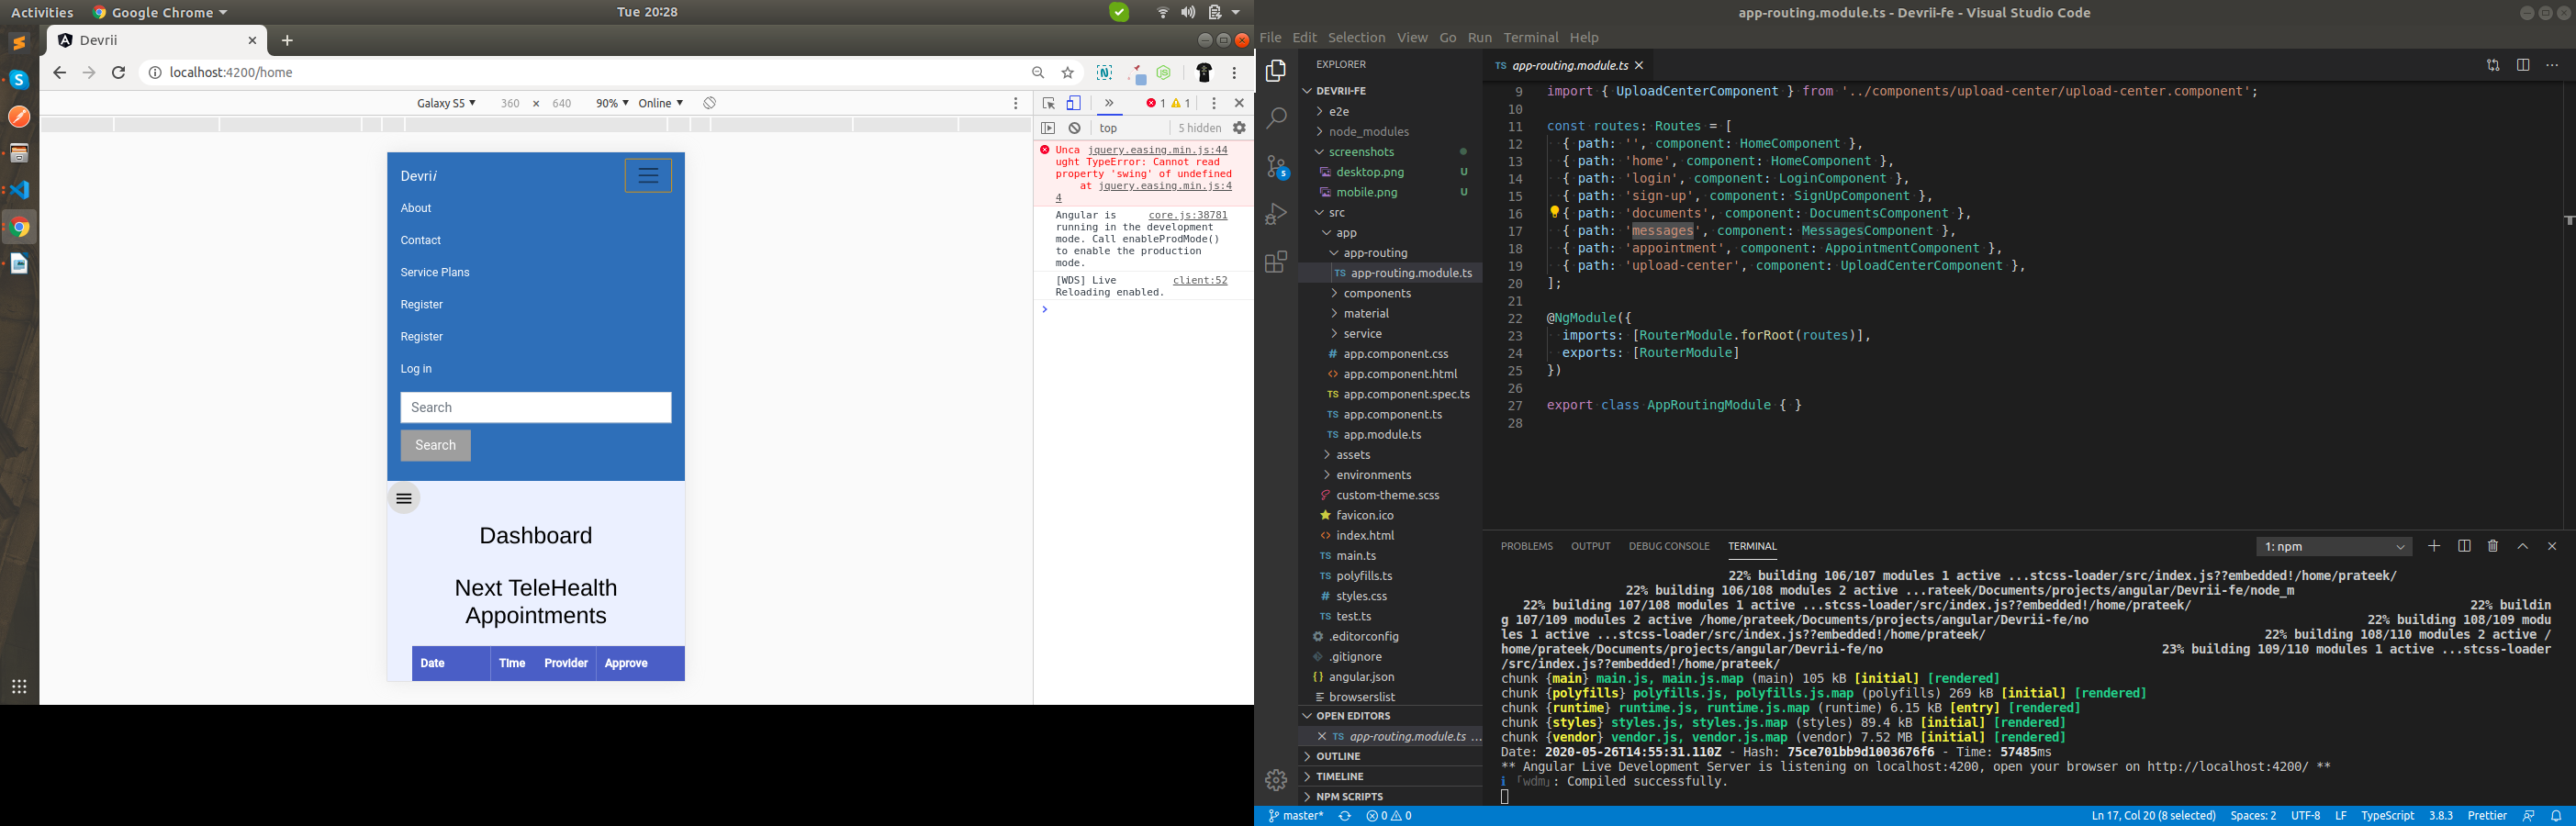 Activities Google Chrome Tue 20:28
Devrii
localhost:4200/home
Galaxy S5 360 × 640 90% Online
1 1
top 5 hidden
Devrii
About
Contact
Service Plans
Register
Register
Log in
Search
Search
Dashboard
Next TeleHealth
Appointments
Date Time Provider Approve
Unca jquery.easing.min.js:44
ught TypeError: Cannot read
property 'swing' of undefined
at jquery.easing.min.js:4
4
Angular is core.js:38781
running in the development
mode. Call enableProdMode()
to enable the production
mode.
[WDS] Live client:52
Reloading enabled.
app-routing.module.ts - Devrii-fe - Visual Studio Code
File Edit Selection View Go Run Terminal Help
EXPLORER
DEVRII-FE
e2e
node_modules
screenshots
desktop.png U
mobile.png U
src
app
app-routing
TS app-routing.module.ts
components
material
service
# app.component.css
<> app.component.html
TS app.component.spec.ts
TS app.component.ts
TS app.module.ts
assets
environments
custom-theme.scss
favicon.ico
<> index.html
TS main.ts
TS polyfills.ts
# styles.css
TS test.ts
.editorconfig
.gitignore
{} angular.json
browserslist
OPEN EDITORS
TS app-routing.module.ts ...
OUTLINE
TIMELINE
NPM SCRIPTS
TS app-routing.module.ts
9 import { UploadCenterComponent } from '../components/upload-center/upload-center.component';
10
11 const routes: Routes = [
12 { path: '', component: HomeComponent },
13 { path: 'home', component: HomeComponent },
14 { path: 'login', component: LoginComponent },
15 { path: 'sign-up', component: SignUpComponent },
16 { path: 'documents', component: DocumentsComponent },
17 { path: 'messages', component: MessagesComponent },
18 { path: 'appointment', component: AppointmentComponent },
19 { path: 'upload-center', component: UploadCenterComponent },
20 ];
21
22 @NgModule({
23 imports: [RouterModule.forRoot(routes)],
24 exports: [RouterModule]
25 })
26
27 export class AppRoutingModule { }
28
PROBLEMS OUTPUT DEBUG CONSOLE TERMINAL 1: npm
22% building 106/107 modules 1 active ...stcss-loader/src/index.js??embedded!/home/prateek/
22% building 106/108 modules 2 active ...rateek/Documents/projects/angular/Devrii-fe/node_m
22% building 107/108 modules 1 active ...stcss-loader/src/index.js??embedded!/home/prateek/ 22% buildin
g 107/109 modules 2 active /home/prateek/Documents/projects/angular/Devrii-fe/no 22% building 108/109 modu
les 1 active ...stcss-loader/src/index.js??embedded!/home/prateek/ 22% building 108/110 modules 2 active /
home/prateek/Documents/projects/angular/Devrii-fe/no 23% building 109/110 modules 1 active ...stcss-loader
/src/index.js??embedded!/home/prateek/
chunk {main} main.js, main.js.map (main) 105 kB [initial] [rendered]
chunk {polyfills} polyfills.js, polyfills.js.map (polyfills) 269 kB [initial] [rendered]
chunk {runtime} runtime.js, runtime.js.map (runtime) 6.15 kB [entry] [rendered]
chunk {styles} styles.js, styles.js.map (styles) 89.4 kB [initial] [rendered]
chunk {vendor} vendor.js, vendor.js.map (vendor) 7.52 MB [initial] [rendered]
Date: 2020-05-26T14:55:31.110Z - Hash: 75ce701bb9d1003676f6 - Time: 57485ms
** Angular Live Development Server is listening on localhost:4200, open your browser on http://localhost:4200/ **
ℹ ｢wdm｣: Compiled successfully.
master* 0 0 Ln 17, Col 20 (8 selected) Spaces: 2 UTF-8 LF TypeScript 3.8.3 Prettier